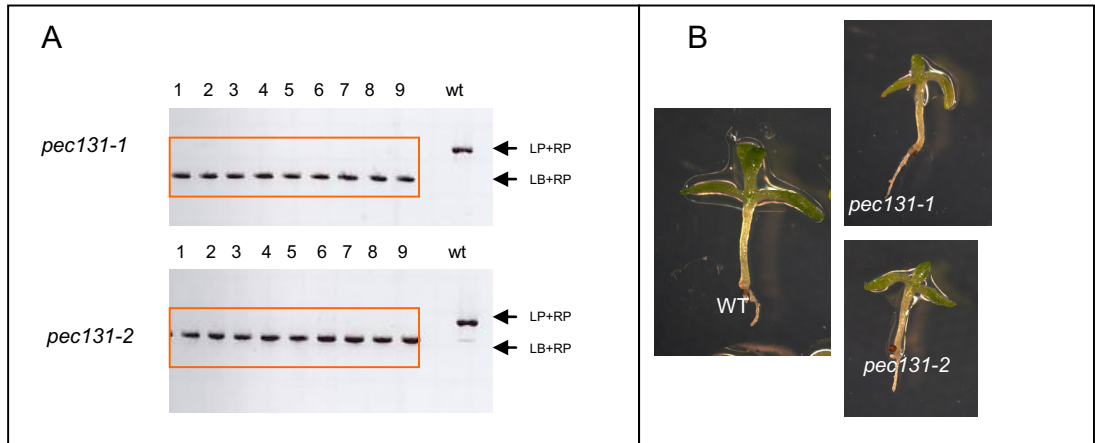 A
1 2 3 4 5 6 7 8 9 wt
pec131-1
LP+RP
LB+RP
1 2 3 4 5 6 7 8 9 wt
pec131-2
LP+RP
LB+RP
B
WT
pec131-1
pec131-2